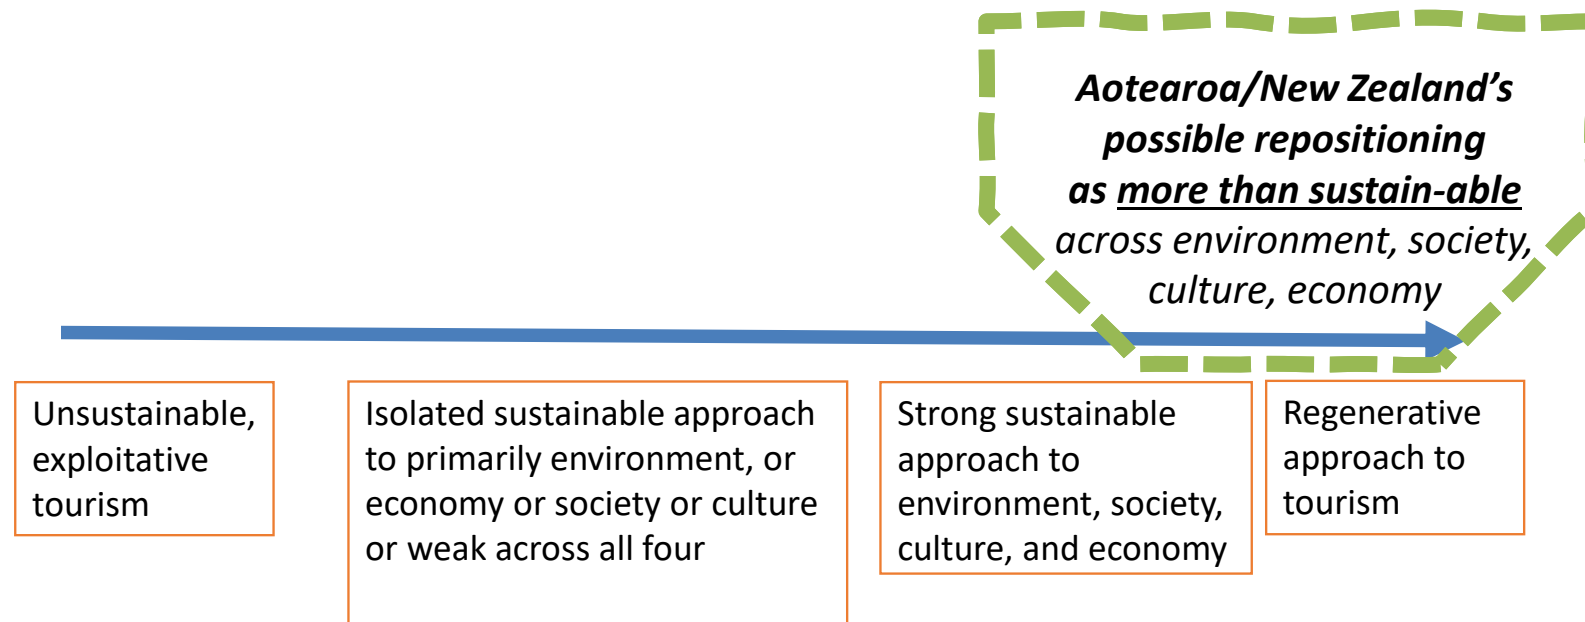 Aotearoa/New Zealand’s
possible repositioning
as more than sustain-able
across environment, society,
culture, economy
Unsustainable,
exploitative
tourism
Isolated sustainable approach
to primarily environment, or
economy or society or culture
or weak across all four
Strong sustainable
approach to
environment, society,
culture, and economy
Regenerative
approach to
tourism